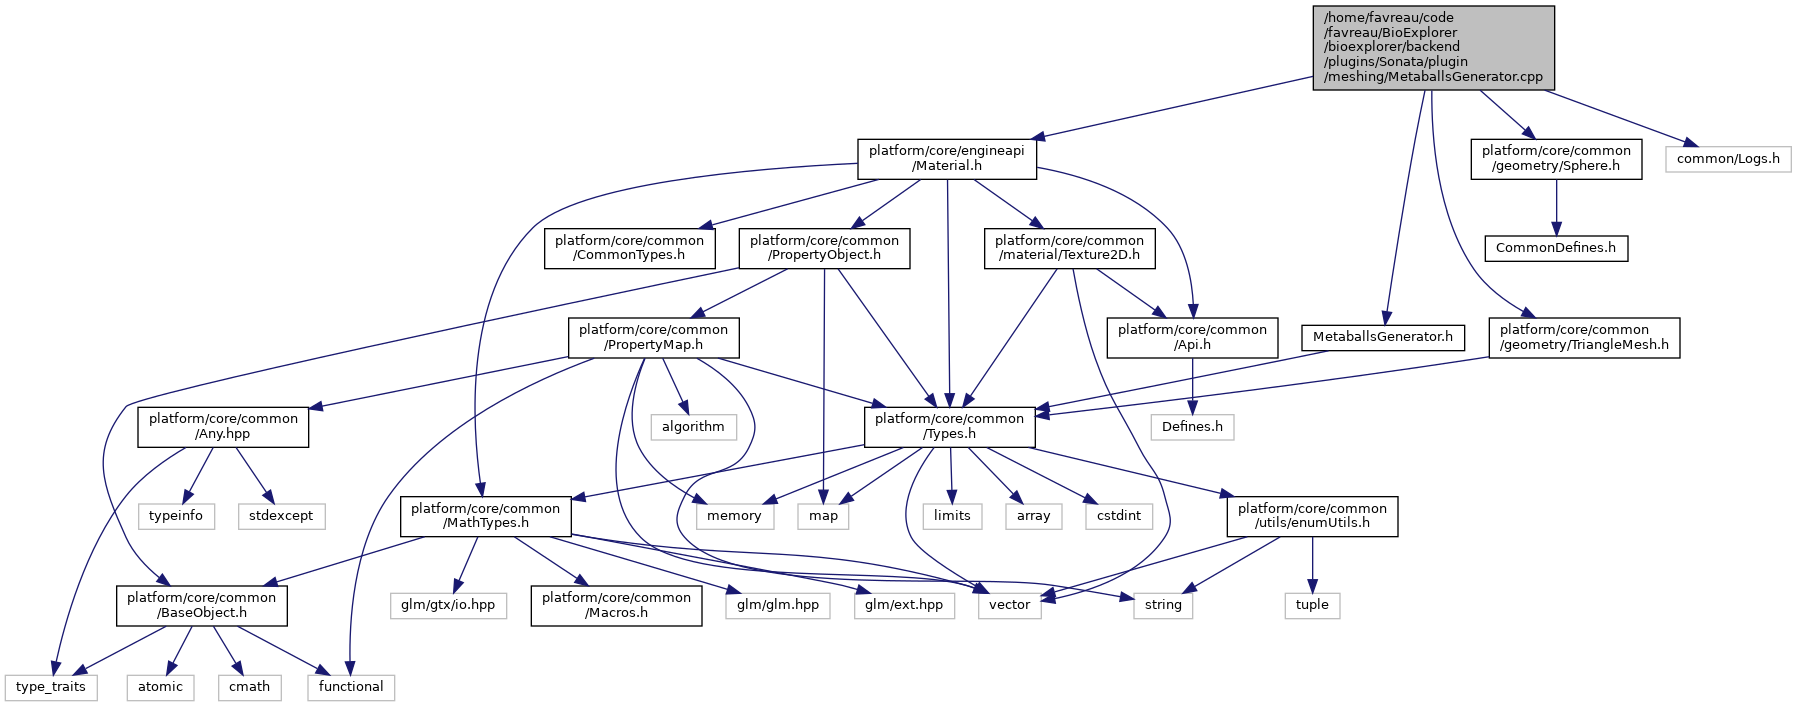 /home/favreau/code
/favreau/BioExplorer
/bioexplorer/backend
/plugins/Sonata/plugin
/meshing/MetaballsGenerator.cpp
platform/core/engineapi
/Material.h
platform/core/common
/geometry/Sphere.h
common/Logs.h
platform/core/common
/CommonTypes.h
platform/core/common
/PropertyObject.h
platform/core/common
/material/Texture2D.h
CommonDefines.h
platform/core/common
/PropertyMap.h
platform/core/common
/Api.h
MetaballsGenerator.h
platform/core/common
/geometry/TriangleMesh.h
platform/core/common
/Any.hpp
algorithm
platform/core/common
/Types.h
Defines.h
typeinfo
stdexcept
platform/core/common
/MathTypes.h
memory
map
limits
array
cstdint
platform/core/common
/utils/enumUtils.h
platform/core/common
/BaseObject.h
glm/gtx/io.hpp
platform/core/common
/Macros.h
glm/glm.hpp
glm/ext.hpp
vector
string
tuple
type_traits
atomic
cmath
functional